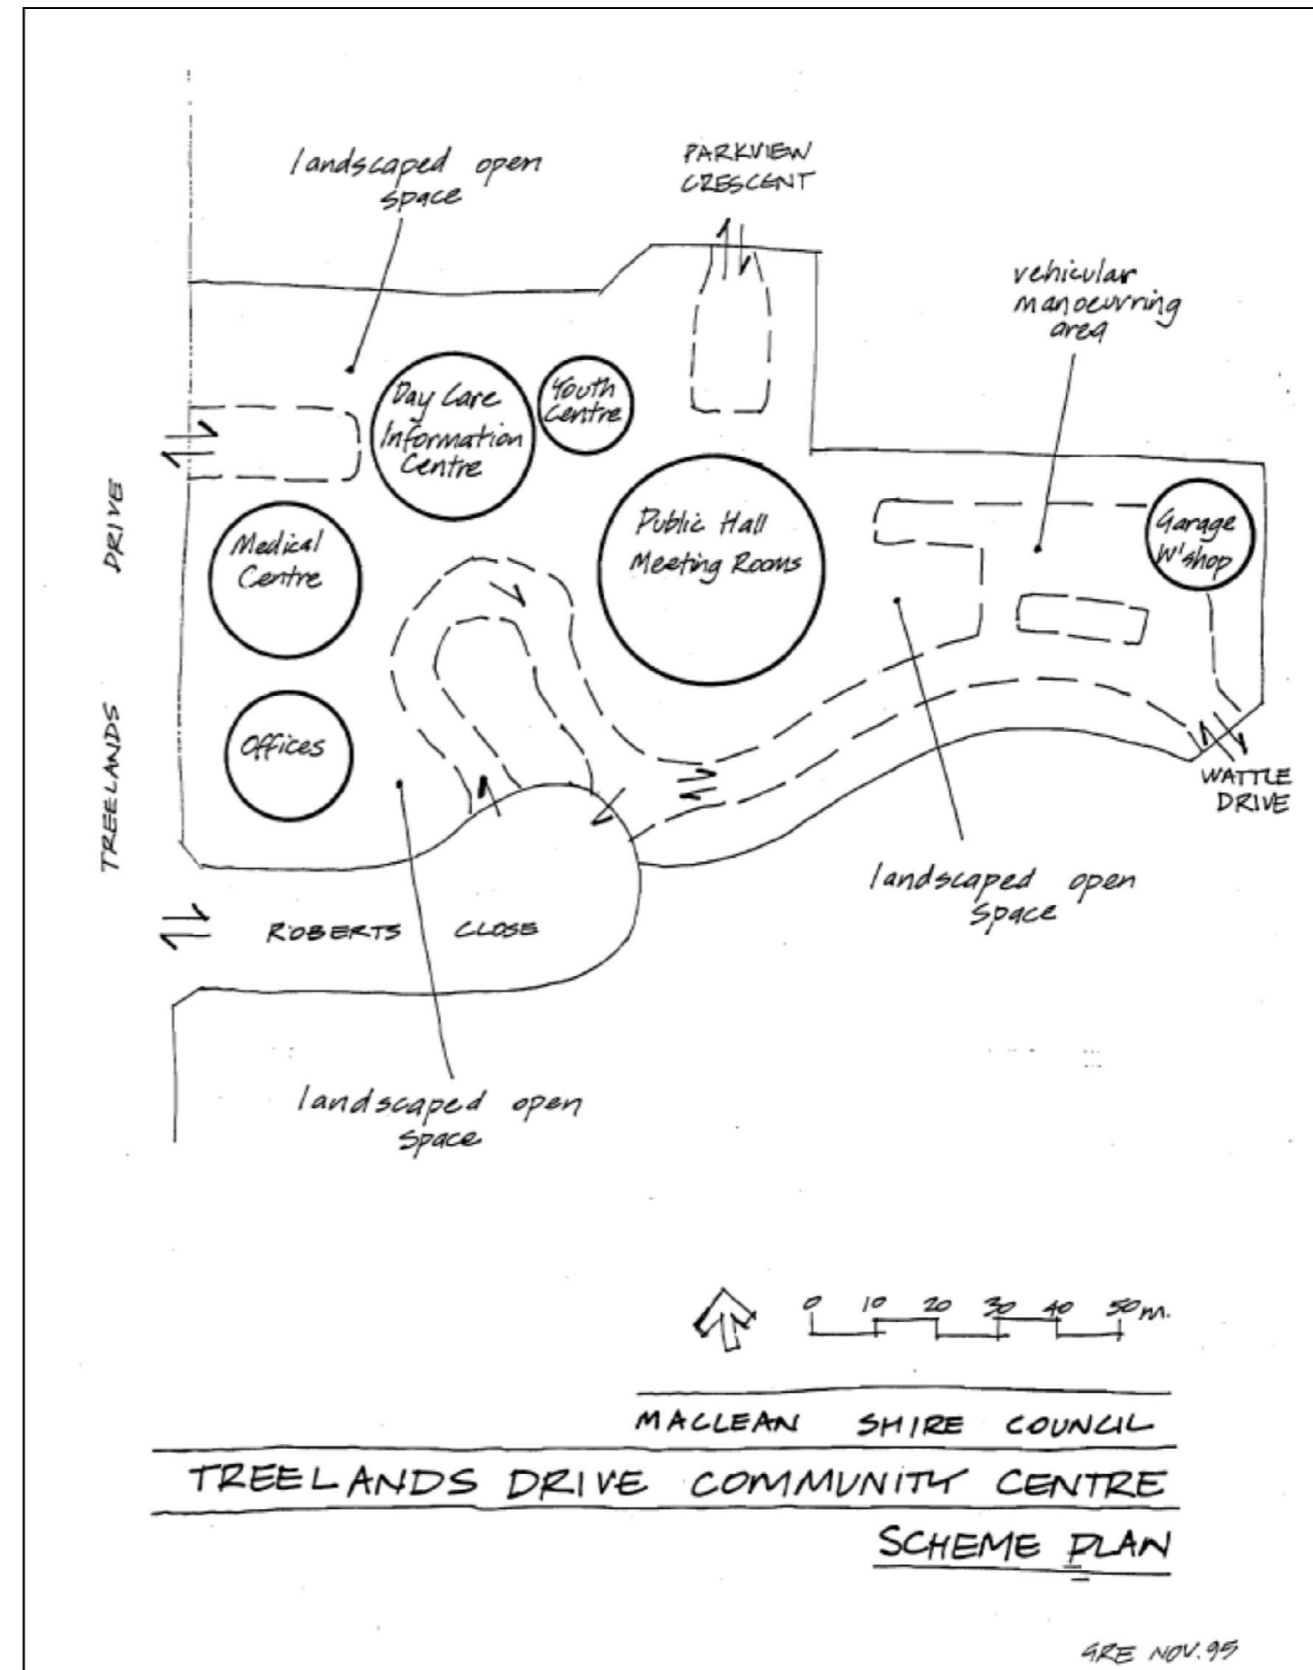 landscaped open
space
PARKVIEW
CRESCENT
vehicular
manoeuvring
area
Day Care
Information
Centre
Youth
Centre
Public Hall
Meeting Rooms
Garage
W'shop
Medical
Centre
Offices
TREELANDS DRIVE
WATTLE
DRIVE
landscaped open
space
ROBERTS CLOSE
landscaped open
space
0 10 20 30 40 50m.
MACLEAN SHIRE COUNCIL
TREELANDS DRIVE COMMUNITY CENTRE
SCHEME PLAN
GRE NOV. 95